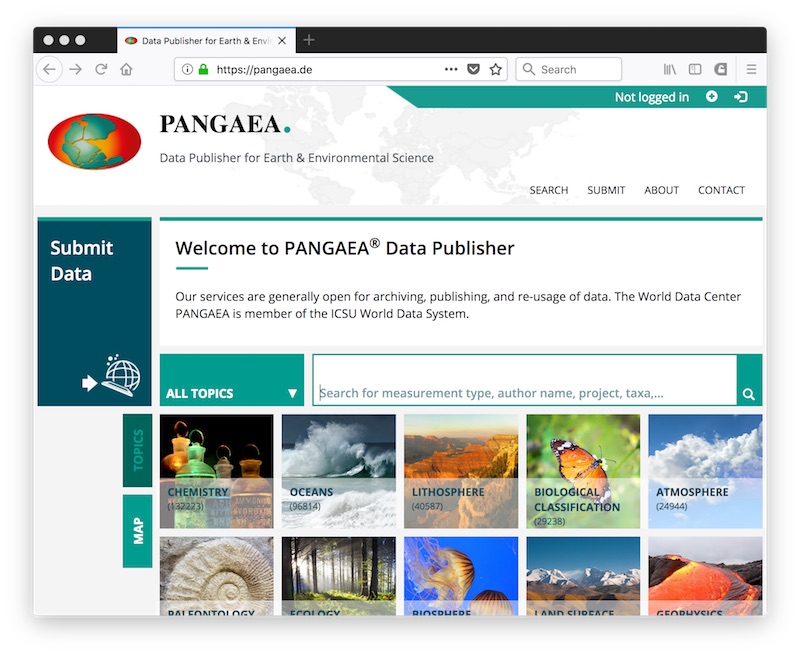 Data Publisher for Earth & Envi
https://pangaea.de
Search
Not logged in
PANGAEA.
Data Publisher for Earth & Environmental Science
SEARCH SUBMIT ABOUT CONTACT
Submit
Data
Welcome to PANGAEA® Data Publisher
Our services are generally open for archiving, publishing, and re-usage of data. The World Data Center
PANGAEA is member of the ICSU World Data System.
ALL TOPICS
Search for measurement type, author name, project, taxa,...
TOPICS
MAP
CHEMISTRY
(132223)
OCEANS
(96814)
LITHOSPHERE
(40587)
BIOLOGICAL
CLASSIFICATION
(29238)
ATMOSPHERE
(24944)
PALEONTOLOGY
ECOLOGY
BIOSPHERE
LAND SURFACE
GEOPHYSICS